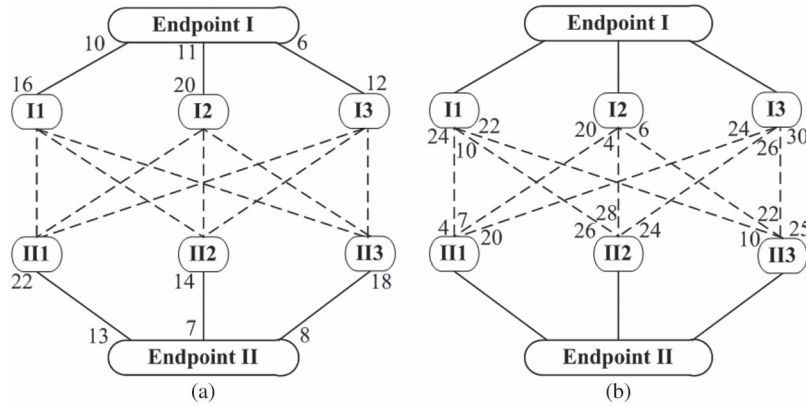 Endpoint I
10 11 6
16 20 12
I1 I2 I3
II1 II2 II3
22 14 18
13 7 8
Endpoint II
(a)
Endpoint I
I1 I2 I3
24 10 22 20 4 6 24 26 30
4 7 20 26 28 24 10 22 25
II1 II2 II3
Endpoint II
(b)